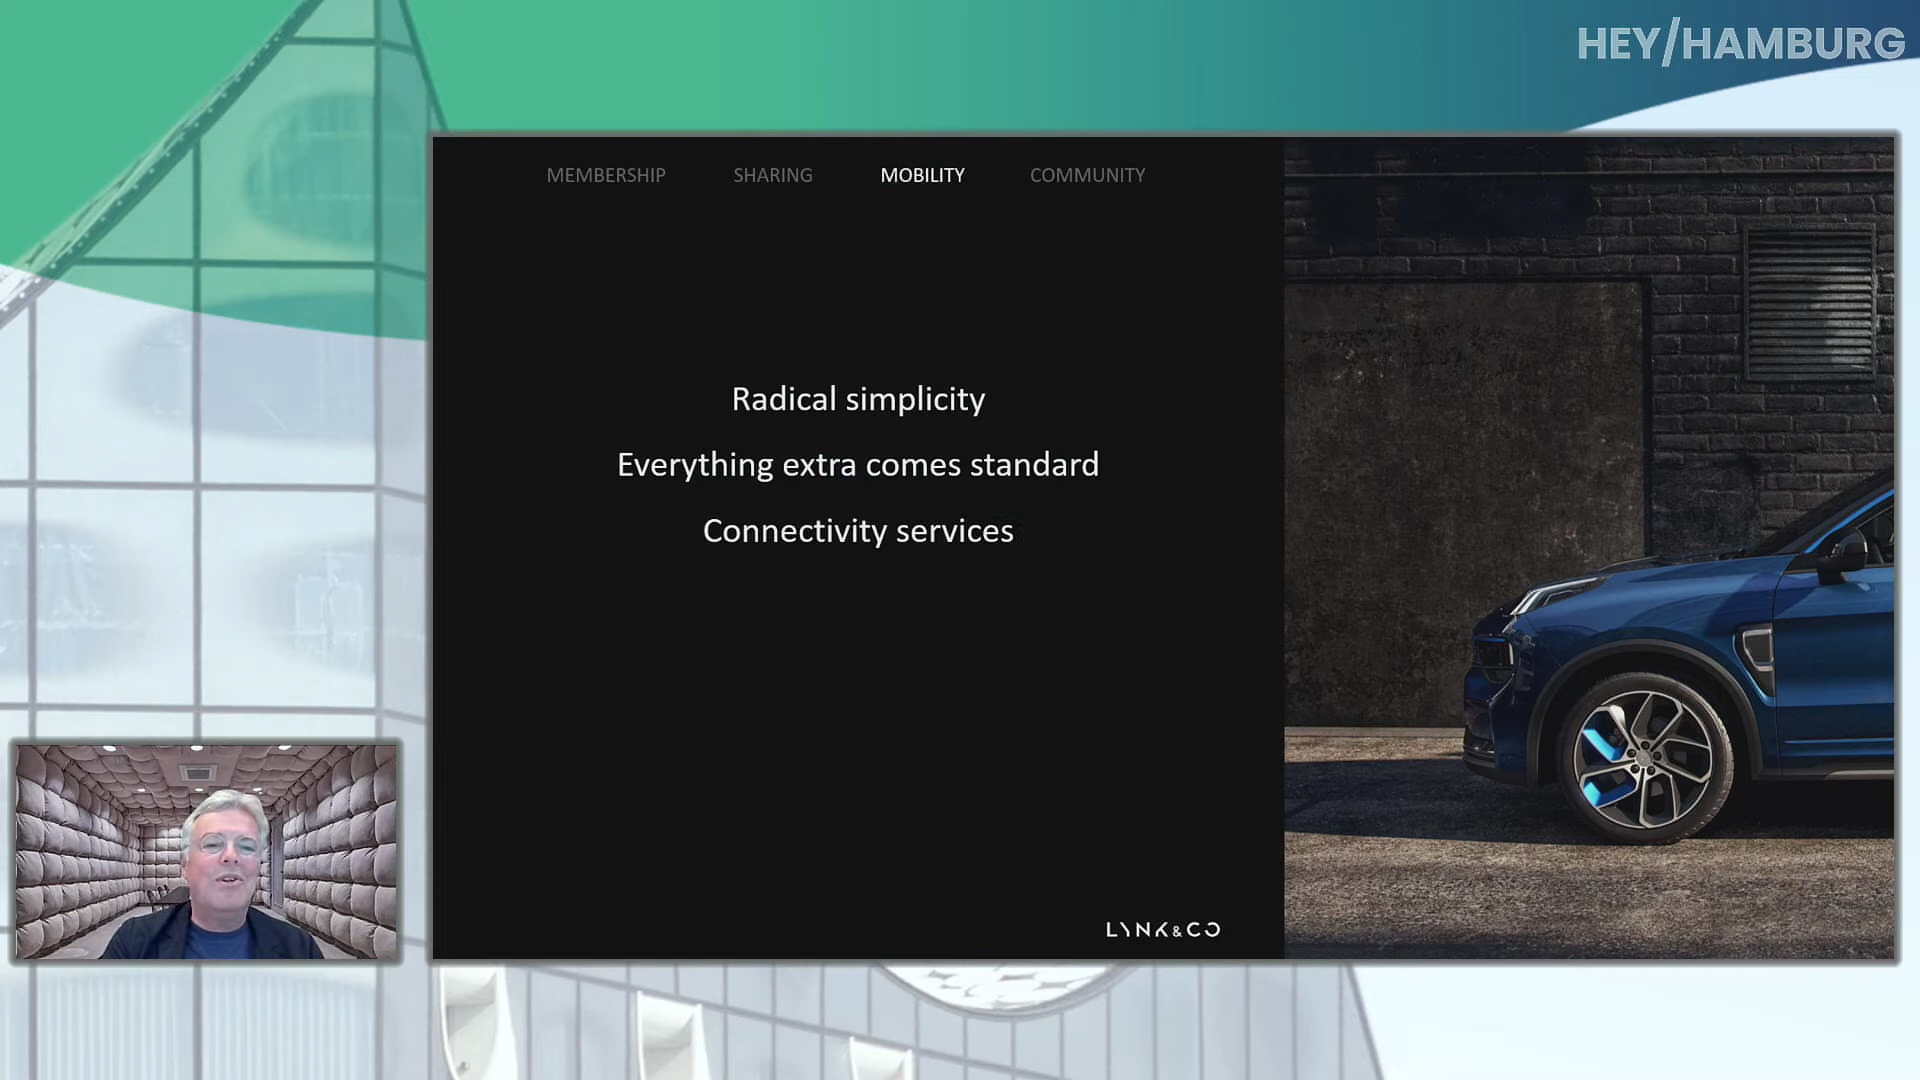 HEY/HAMBURG
MEMBERSHIP SHARING MOBILITY COMMUNITY
Radical simplicity
Everything extra comes standard
Connectivity services
LYNK&CO